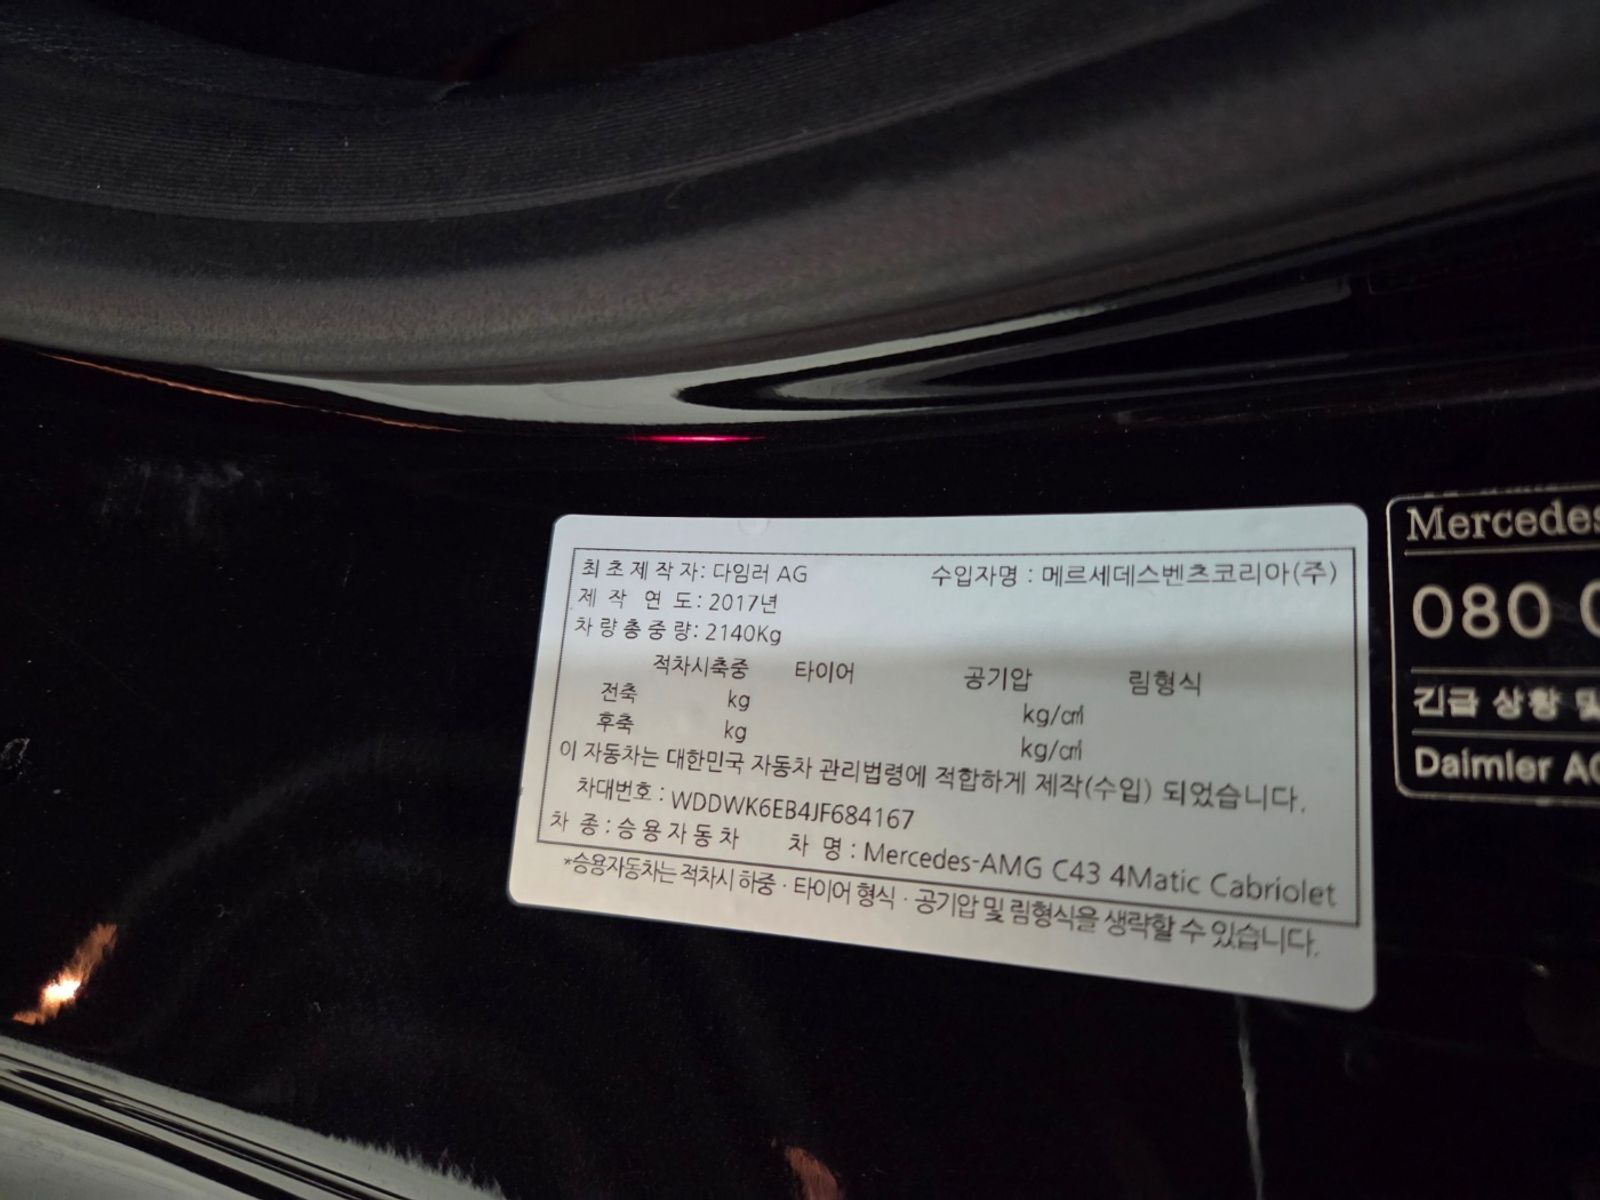 최초제작자: 다임러 AG 수입자명 : 메르세데스벤츠코리아(주)
제작 연도: 2017년
차량총중량: 2140Kg
적차시축중 타이어 공기압 림형식
전축 kg kg/㎠
후축 kg kg/㎠
이 자동차는 대한민국 자동차 관리법령에 적합하게 제작(수입) 되었습니다.
차대번호 : WDDWK6EB4JF684167
차 종 : 승용자동차 차 명 : Mercedes-AMG C43 4Matic Cabriolet
*승용자동차는 적차시 하중 · 타이어 형식 · 공기압 및 림형식을 생략할 수 있습니다.
Mercedes
080
긴급 상황 및
Daimler AG